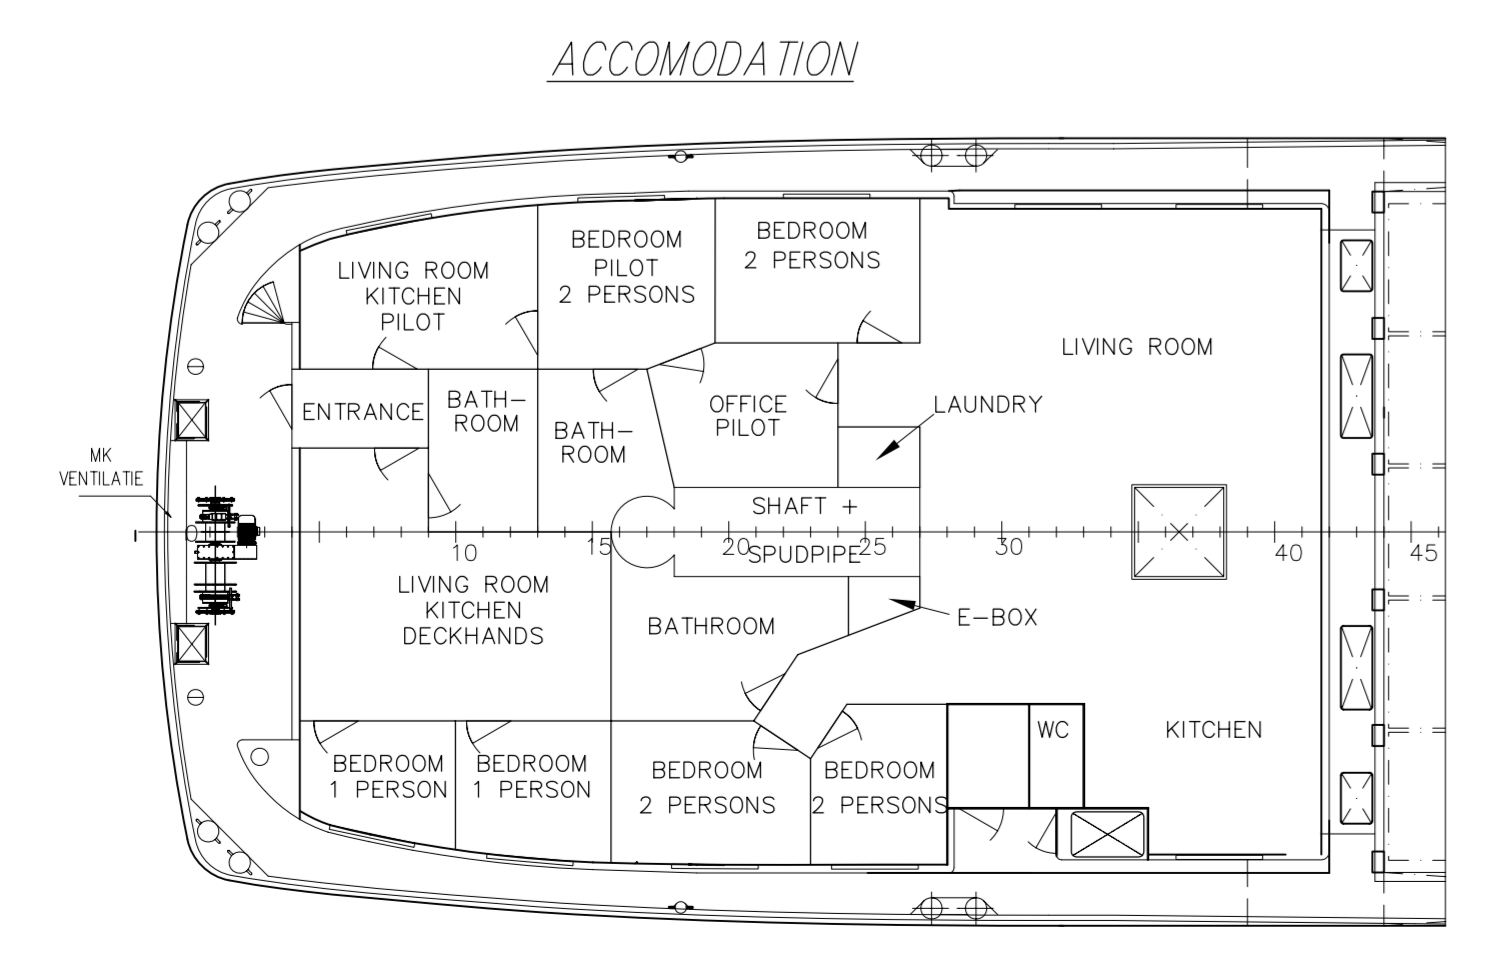 ACCOMODATION
LIVING ROOM
KITCHEN
PILOT
BEDROOM
PILOT
2 PERSONS
BEDROOM
2 PERSONS
LIVING ROOM
ENTRANCE
BATH-
ROOM
BATH-
ROOM
OFFICE
PILOT
LAUNDRY
MK
VENTILATIE
SHAFT +
SPUDPIPE
10
15
20
25
30
40
45
LIVING ROOM
KITCHEN
DECKHANDS
BATHROOM
E-BOX
WC
KITCHEN
BEDROOM
1 PERSON
BEDROOM
1 PERSON
BEDROOM
2 PERSONS
BEDROOM
2 PERSONS